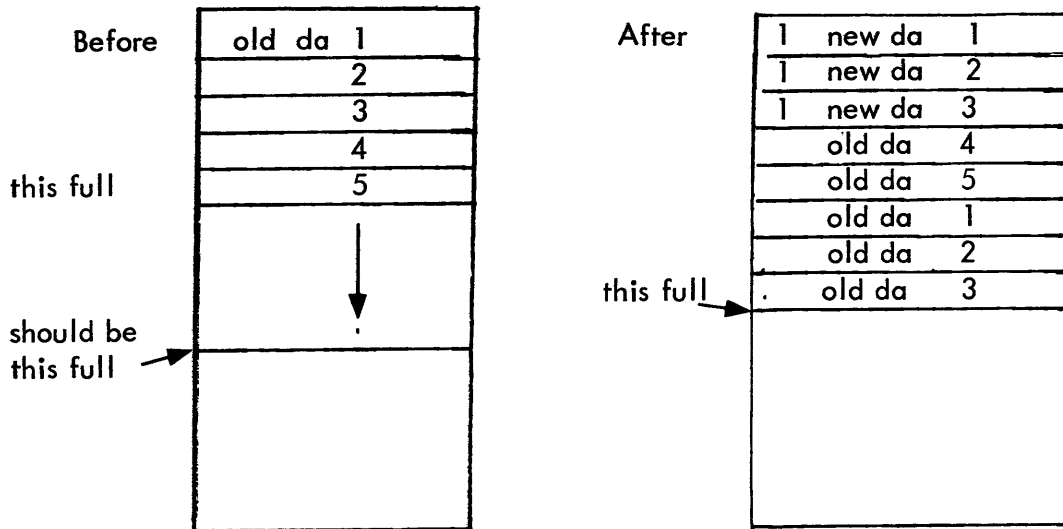 Before
old da 1
2
3
4
this full 5
should be
this full
After
1 new da 1
1 new da 2
1 new da 3
old da 4
old da 5
old da 1
old da 2
this full old da 3